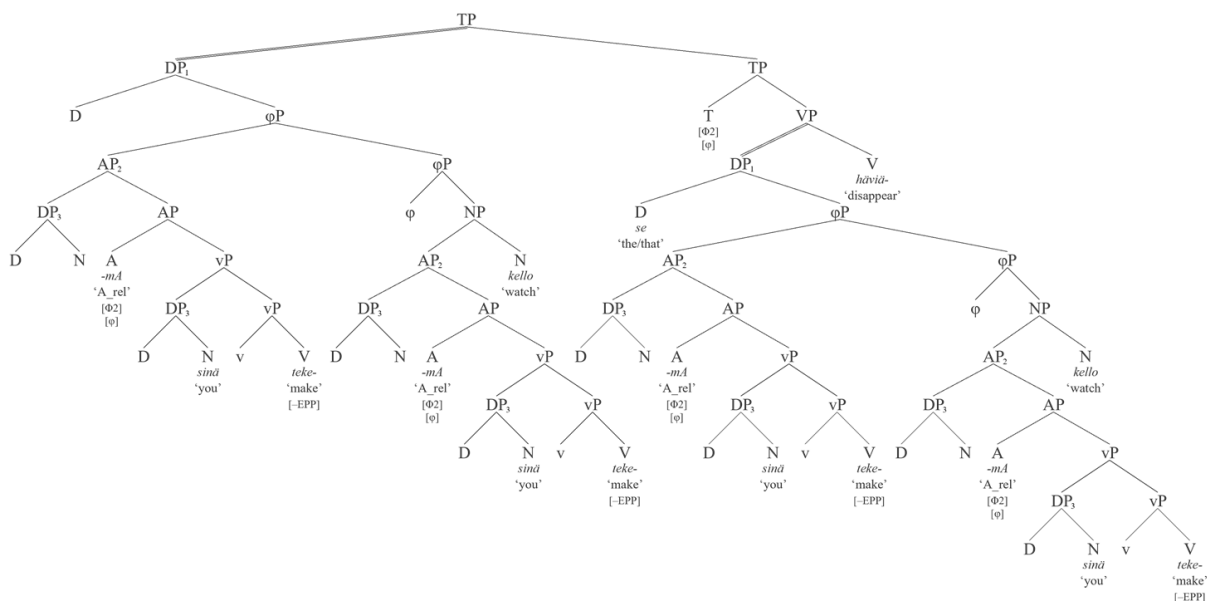 TP
DP₁ TP
D φP T VP
[Φ2]
[φ]
AP₂ φP DP₁ V
häviä-
‘disappear’
DP₃ AP φ NP D φP
se
‘the/that’
D N A vP AP₂ N AP₂ φP
-mA kello
‘A_rel’ ‘watch’
[Φ2]
[φ]
DP₃ vP DP₃ AP DP₃ AP φ NP
D N v V D N A vP D N A vP AP₂ N
sinä teke- -mA -mA kello
‘you’ ‘make’ ‘A_rel’ ‘A_rel’ ‘watch’
[–EPP] [Φ2] [Φ2]
[φ] [φ]
DP₃ vP DP₃ vP DP₃ AP
D N v V D N v V D N A vP
sinä teke- sinä teke- -mA
‘you’ ‘make’ ‘you’ ‘make’ ‘A_rel’
[–EPP] [–EPP] [Φ2]
[φ]
DP₃ vP
D N v V
sinä teke-
‘you’ ‘make’
[–EPP]